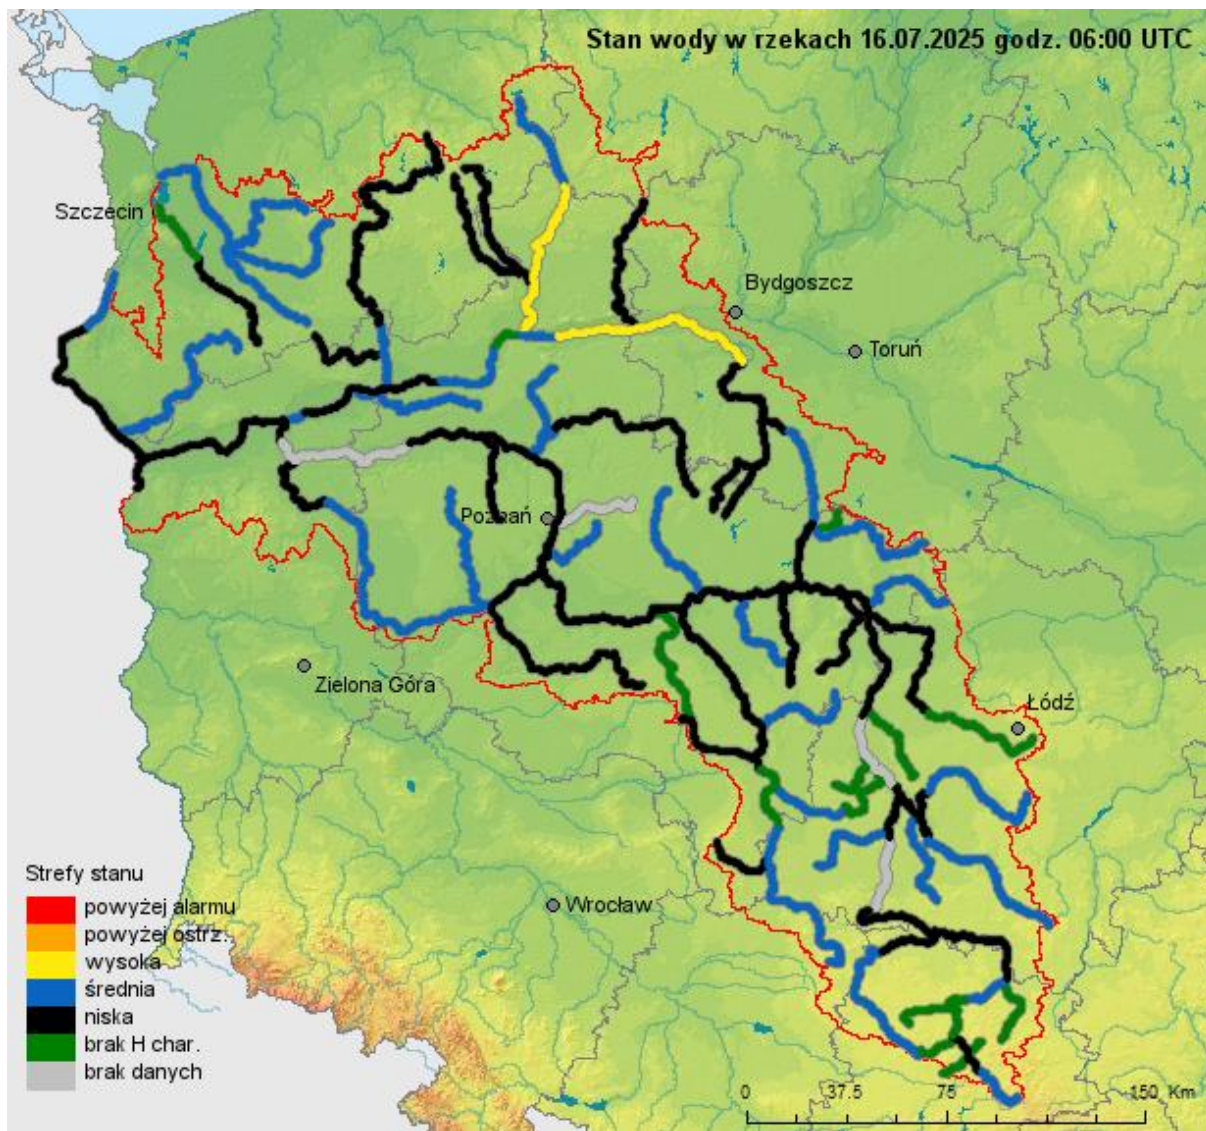 Stan wody w rzekach 16.07.2025 godz. 06:00 UTC
Szczecin
Bydgoszcz
Toruń
Poznań
Zielona Góra
Łódź
Wrocław
Strefy stanu
powyżej alarmu
powyżej ostrz.
wysoka
średnia
niska
brak H char.
brak danych
0 37.5 75 150 Km